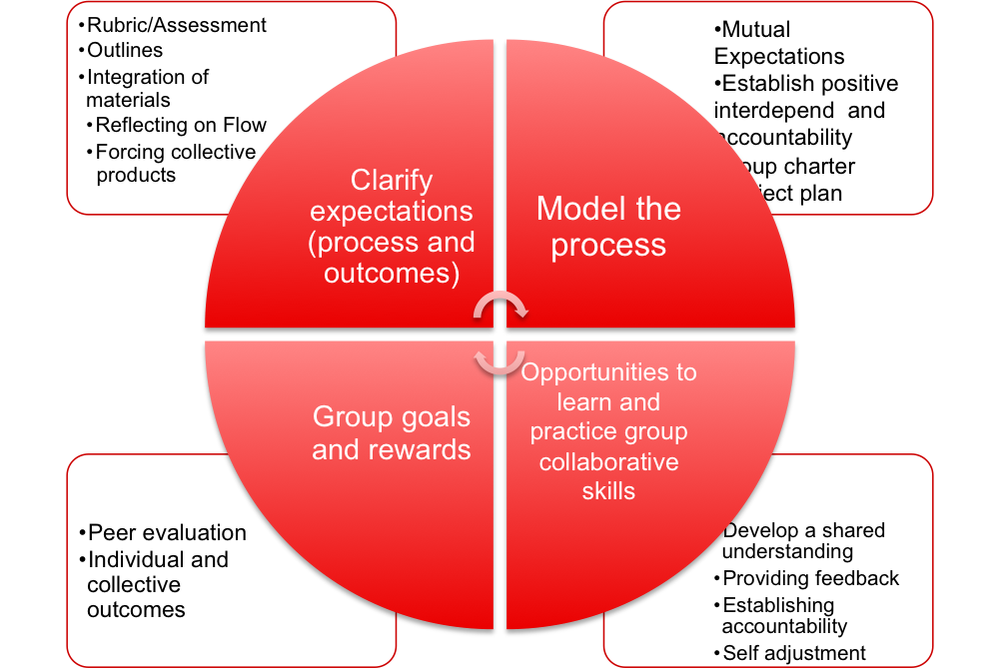 •Rubric/Assessment
•Outlines
•Integration of
materials
•Reflecting on Flow
•Forcing collective
products
•Mutual
Expectations
•Establish positive
interdepend and
accountability
charter
plan
Clarify
expectations
(process and
outcomes)
Model the
process
Group goals
and rewards
Opportunities to
learn and
practice group
collaborative
skills
•Peer evaluation
•Individual and
collective
outcomes
Develop a shared
understanding
•Providing feedback
•Establishing
accountability
•Self adjustment